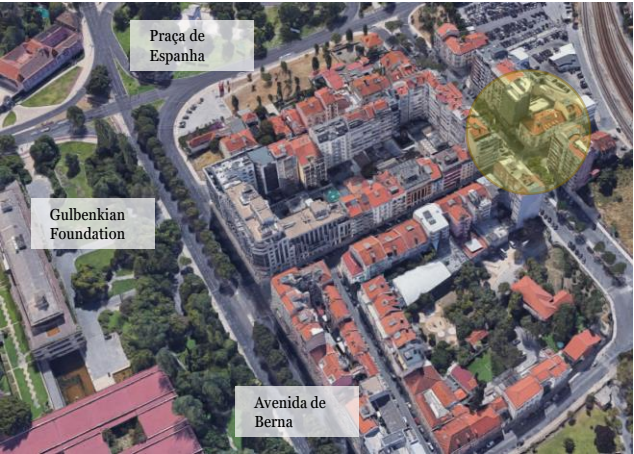 Praça de
Espanha
Gulbenkian
Foundation
Avenida de
Berna